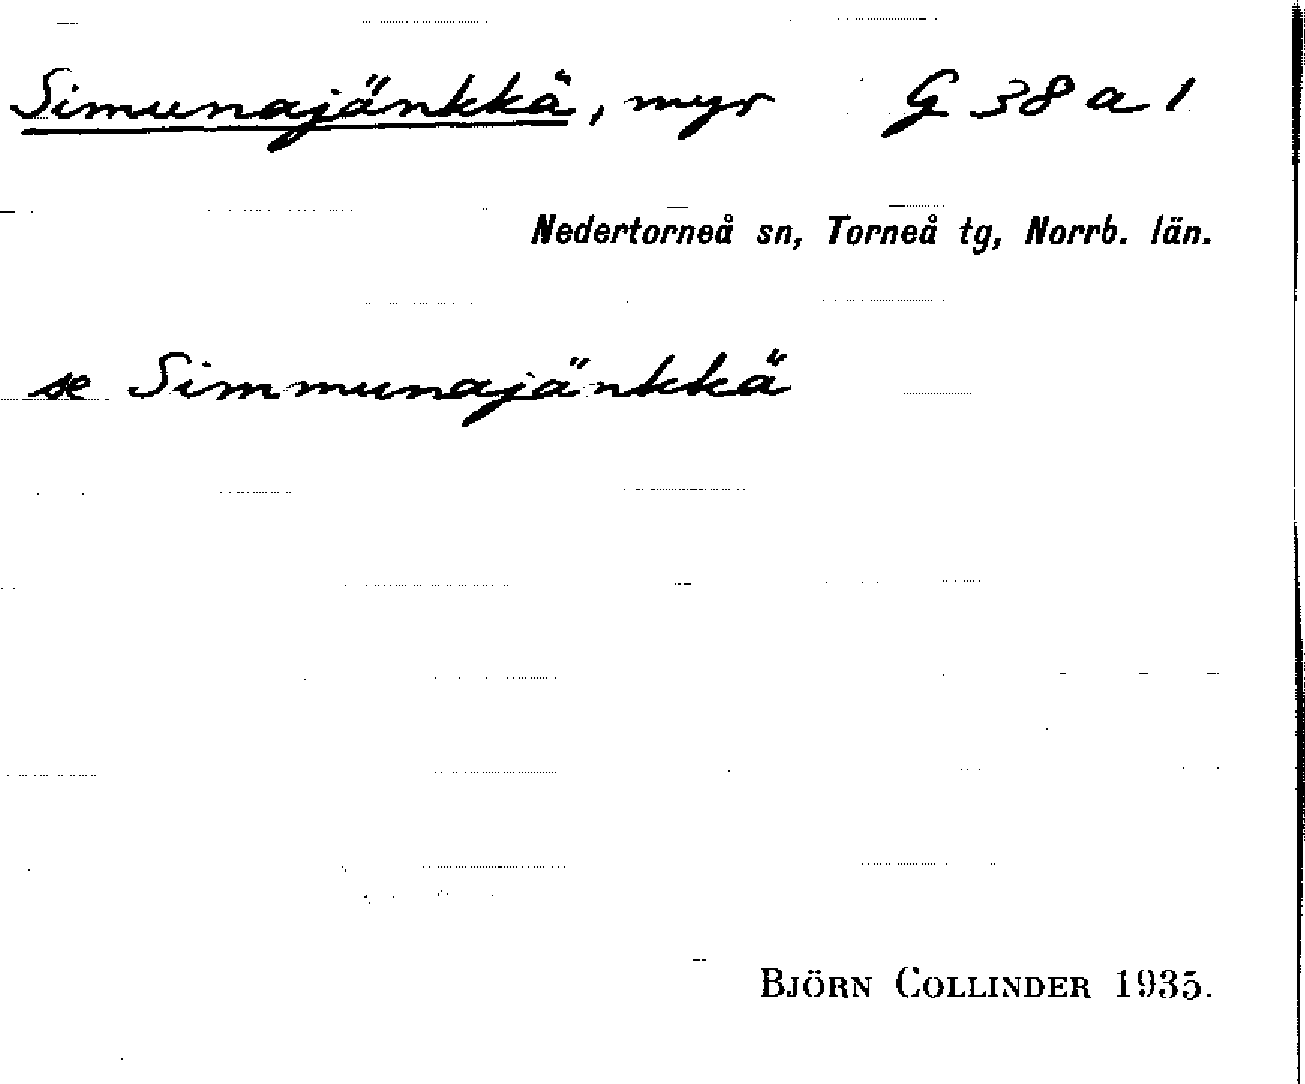 Simunajänkkä, myr G 38 a 1
Nedertorneå sn, Torneå tg, Norrb. län.
se Simmunajänkkä
BJÖRN COLLINDER 1935.